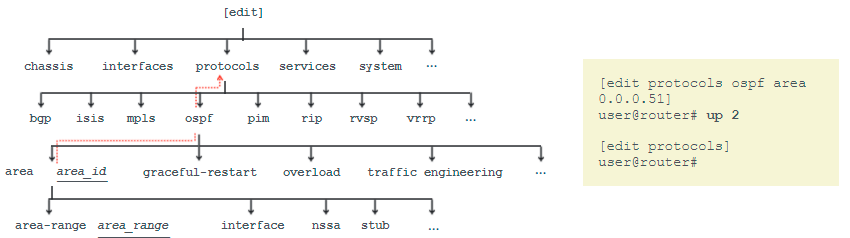 [edit]
chassis interfaces protocols services system ...
bgp isis mpls ospf pim rip rvsp vrrp ...
area area_id graceful-restart overload traffic engineering ...
area-range area_range interface nssa stub ...
[edit protocols ospf area
0.0.0.51]
user@router# up 2
[edit protocols]
user@router#